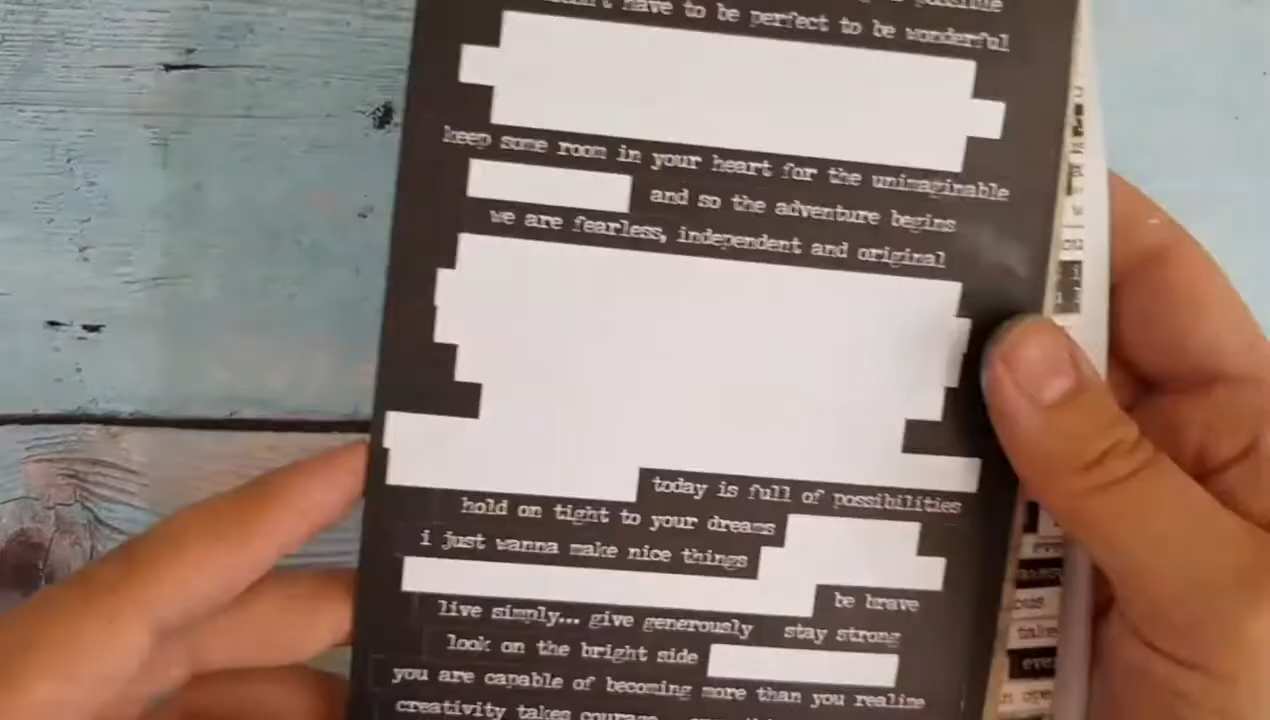 have to be perfect to be wonderful
keep some room in your heart for the unimaginable
and so the adventure begins
we are fearless, independent and original
today is full of possibilities
hold on tight to your dreams
i just wanna make nice things
be brave
live simply... give generously stay strong
look on the bright side
you are capable of becoming more than you realize
creativity takes courage